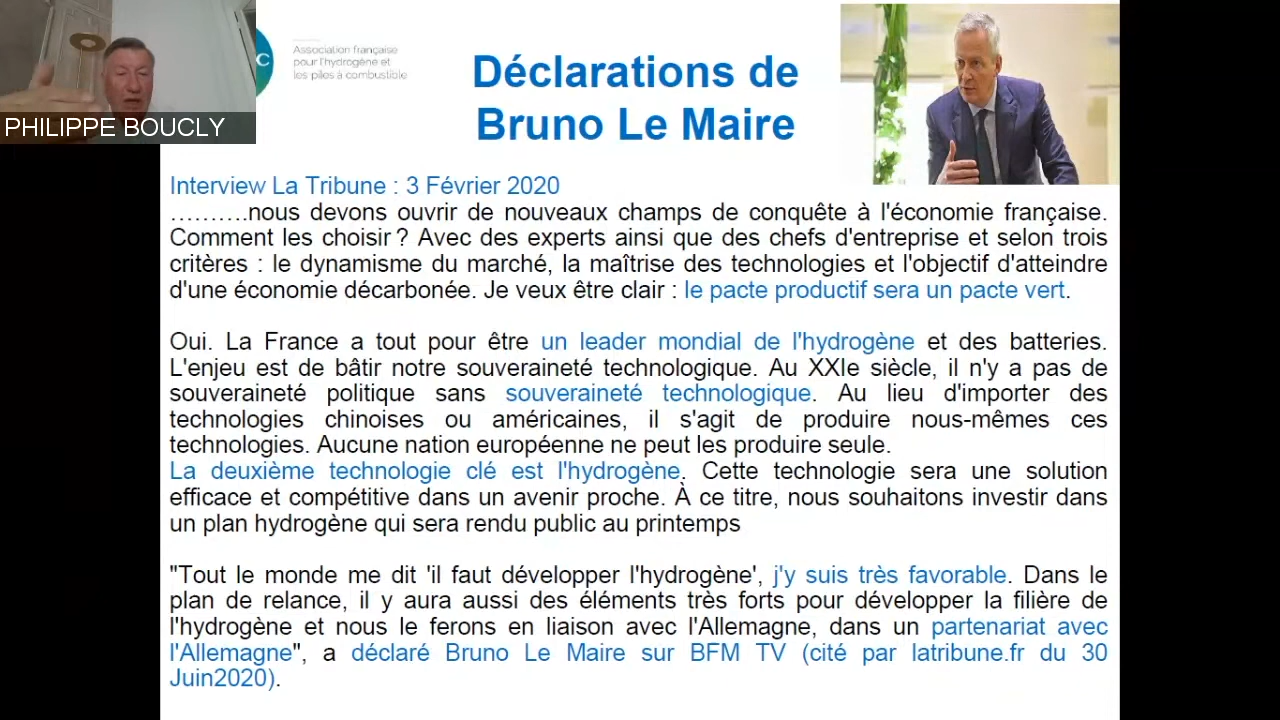 C
Association française
pour l'hydrogène et
les piles à combustible
PHILIPPE BOUCLY
Déclarations de
Bruno Le Maire
Interview La Tribune : 3 Février 2020
……….nous devons ouvrir de nouveaux champs de conquête à l'économie française.
Comment les choisir ? Avec des experts ainsi que des chefs d'entreprise et selon trois
critères : le dynamisme du marché, la maîtrise des technologies et l'objectif d'atteindre
d'une économie décarbonée. Je veux être clair : le pacte productif sera un pacte vert.
Oui. La France a tout pour être un leader mondial de l'hydrogène et des batteries.
L'enjeu est de bâtir notre souveraineté technologique. Au XXIe siècle, il n'y a pas de
souveraineté politique sans souveraineté technologique. Au lieu d'importer des
technologies chinoises ou américaines, il s'agit de produire nous-mêmes ces
technologies. Aucune nation européenne ne peut les produire seule.
La deuxième technologie clé est l'hydrogène. Cette technologie sera une solution
efficace et compétitive dans un avenir proche. À ce titre, nous souhaitons investir dans
un plan hydrogène qui sera rendu public au printemps
"Tout le monde me dit 'il faut développer l'hydrogène', j'y suis très favorable. Dans le
plan de relance, il y aura aussi des éléments très forts pour développer la filière de
l'hydrogène et nous le ferons en liaison avec l'Allemagne, dans un partenariat avec
l'Allemagne", a déclaré Bruno Le Maire sur BFM TV (cité par latribune.fr du 30
Juin2020).